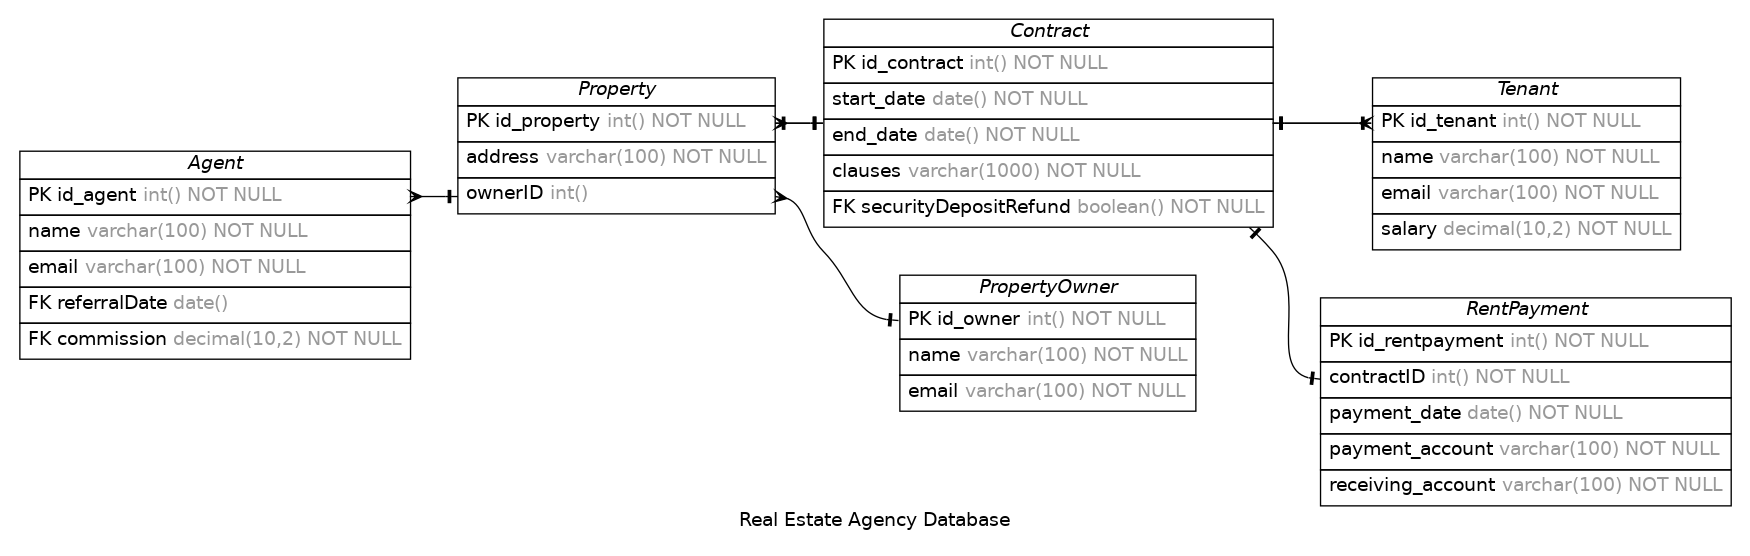 Agent
PK id_agent int() NOT NULL
name varchar(100) NOT NULL
email varchar(100) NOT NULL
FK referralDate date()
FK commission decimal(10,2) NOT NULL
Property
PK id_property int() NOT NULL
address varchar(100) NOT NULL
ownerID int()
Contract
PK id_contract int() NOT NULL
start_date date() NOT NULL
end_date date() NOT NULL
clauses varchar(1000) NOT NULL
FK securityDepositRefund boolean() NOT NULL
PropertyOwner
PK id_owner int() NOT NULL
name varchar(100) NOT NULL
email varchar(100) NOT NULL
Tenant
PK id_tenant int() NOT NULL
name varchar(100) NOT NULL
email varchar(100) NOT NULL
salary decimal(10,2) NOT NULL
RentPayment
PK id_rentpayment int() NOT NULL
contractID int() NOT NULL
payment_date date() NOT NULL
payment_account varchar(100) NOT NULL
receiving_account varchar(100) NOT NULL
Real Estate Agency Database